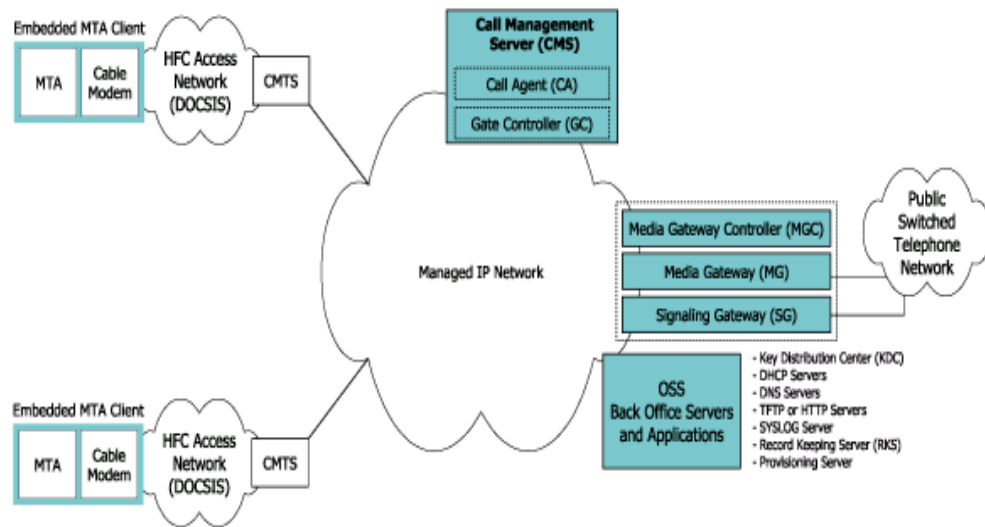 Embedded MTA Client
MTA
Cable
Modem
HFC Access
Network
(DOCSIS)
CMTS
Call Management
Server (CMS)
Call Agent (CA)
Gate Controller (GC)
Managed IP Network
Media Gateway Controller (MGC)
Media Gateway (MG)
Signaling Gateway (SG)
Public
Switched
Telephone
Network
OSS
Back Office Servers
and Applications
- Key Distribution Center (KDC)
- DHCP Servers
- DNS Servers
- TFTP or HTTP Servers
- SYSLOG Server
- Record Keeping Server (RKS)
- Provisioning Server
Embedded MTA Client
MTA
Cable
Modem
HFC Access
Network
(DOCSIS)
CMTS